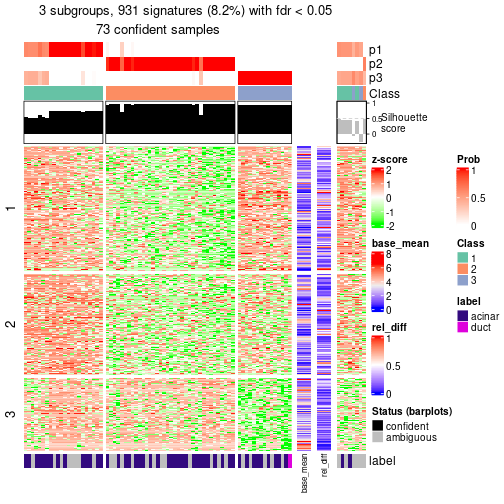 3 subgroups, 931 signatures (8.2%) with fdr < 0.05
73 confident samples
p1
p2
p3
Class
1
0.5
0
Silhouette
score
1
2
3
label
base_mean
rel_diff
z-score
2
1
0
-1
-2
base_mean
8
6
4
2
0
rel_diff
1
0.5
0
Status (barplots)
confident
ambiguous
Prob
1
0.5
0
Class
1
2
3
label
acinar
duct